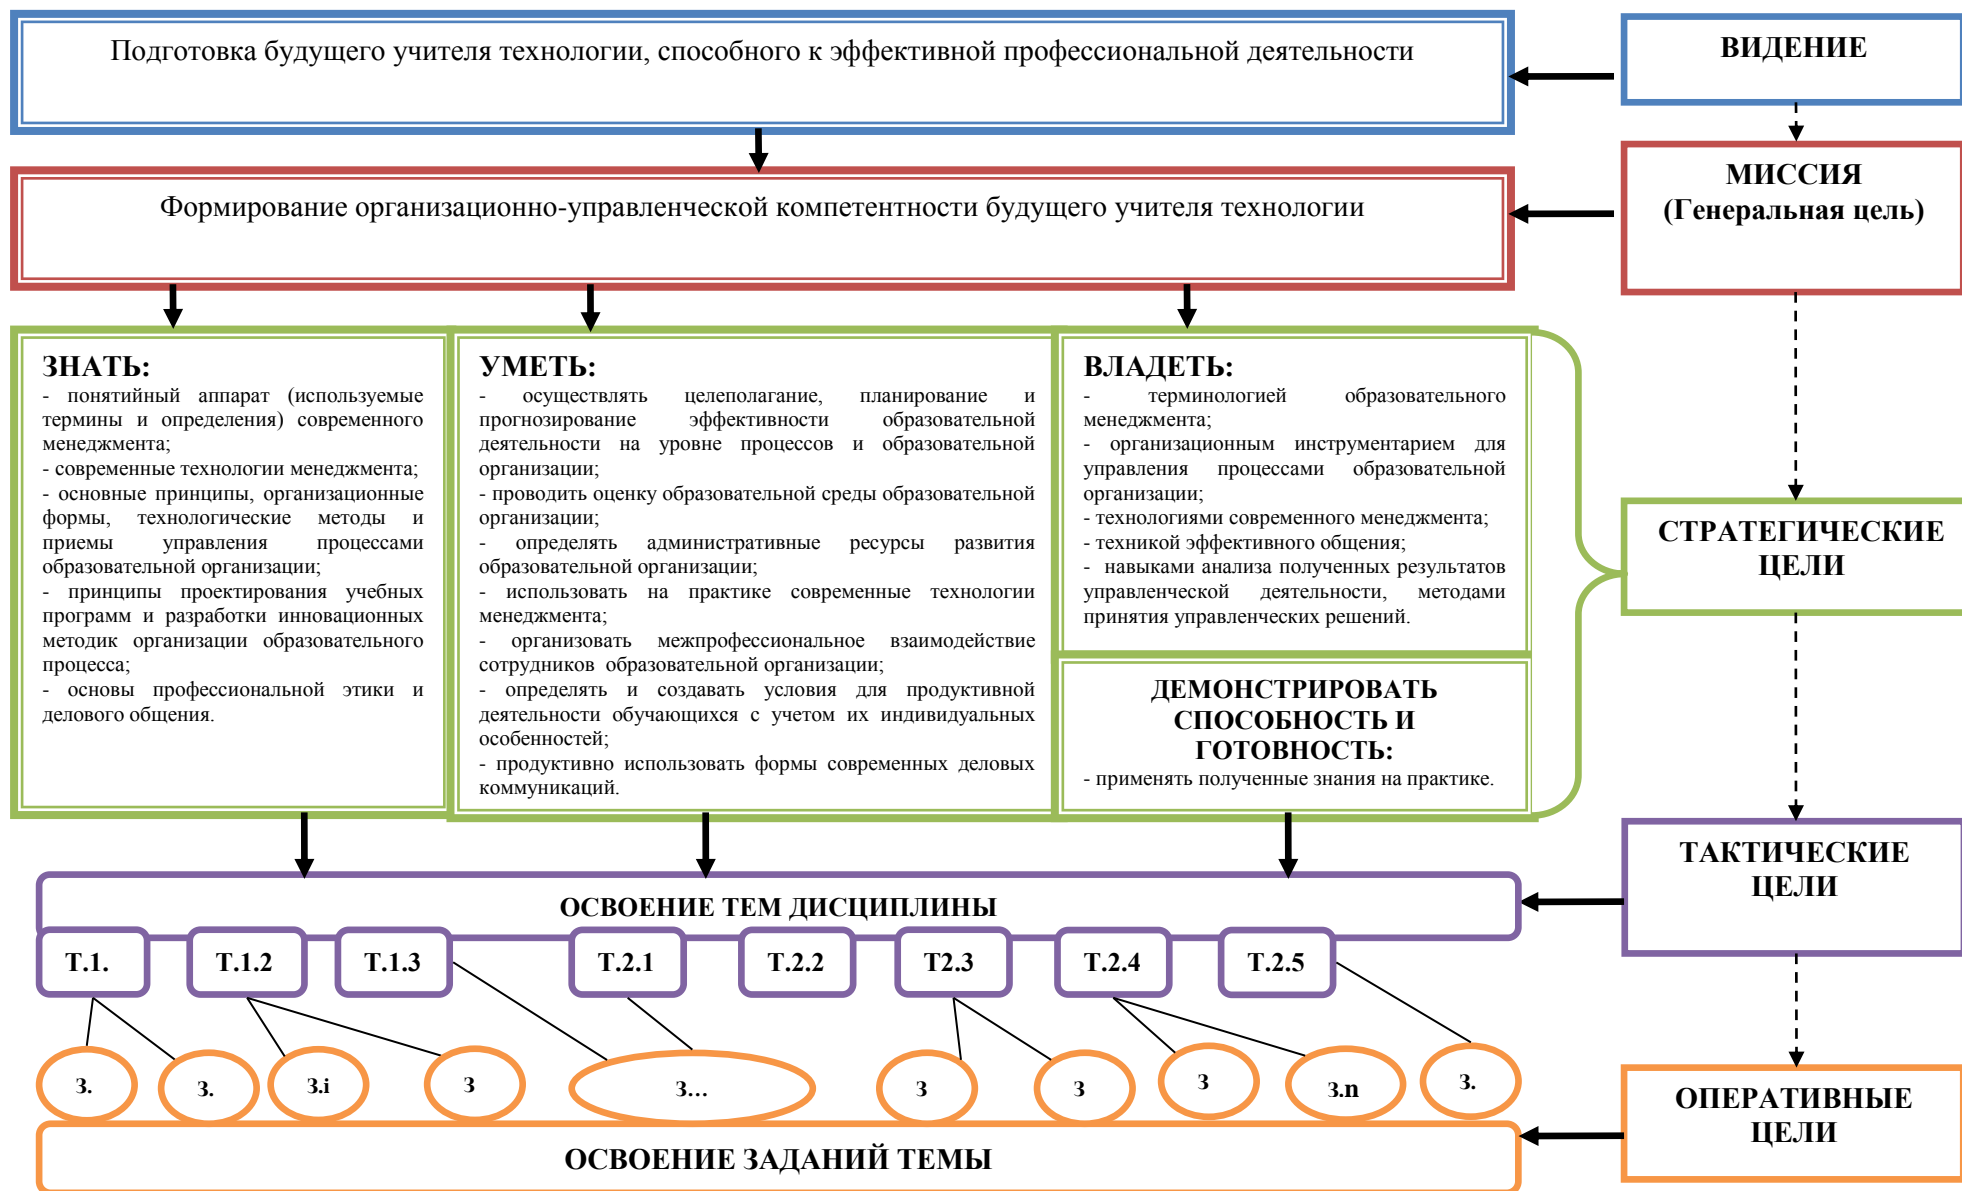 Подготовка будущего учителя технологии, способного к эффективной профессиональной деятельности
ВИДЕНИЕ
Формирование организационно-управленческой компетентности будущего учителя технологии
МИССИЯ
(Генеральная цель)
ЗНАТЬ:
- понятийный аппарат (используемые
термины и определения) современного
менеджмента;
- современные технологии менеджмента;
- основные принципы, организационные
формы, технологические методы и
приемы управления процессами
образовательной организации;
- принципы проектирования учебных
программ и разработки инновационных
методик организации образовательного
процесса;
- основы профессиональной этики и
делового общения.
УМЕТЬ:
- осуществлять целеполагание, планирование и
прогнозирование эффективности образовательной
деятельности на уровне процессов и образовательной
организации;
- проводить оценку образовательной среды образовательной
организации;
- определять административные ресурсы развития
образовательной организации;
- использовать на практике современные технологии
менеджмента;
- организовать межпрофессиональное взаимодействие
сотрудников образовательной организации;
- определять и создавать условия для продуктивной
деятельности обучающихся с учетом их индивидуальных
особенностей;
- продуктивно использовать формы современных деловых
коммуникаций.
ВЛАДЕТЬ:
- терминологией образовательного
менеджмента;
- организационным инструментарием для
управления процессами образовательной
организации;
- технологиями современного менеджмента;
- техникой эффективного общения;
- навыками анализа полученных результатов
управленческой деятельности, методами
принятия управленческих решений.
ДЕМОНСТРИРОВАТЬ
СПОСОБНОСТЬ И
ГОТОВНОСТЬ:
- применять полученные знания на практике.
СТРАТЕГИЧЕСКИЕ
ЦЕЛИ
ТАКТИЧЕСКИЕ
ЦЕЛИ
ОСВОЕНИЕ ТЕМ ДИСЦИПЛИНЫ
Т.1.
Т.1.2
Т.1.3
Т.2.1
Т.2.2
Т2.3
Т.2.4
Т.2.5
З.
З.
З.i
З
З…
З
З
З
З.n
З.
ОПЕРАТИВНЫЕ
ЦЕЛИ
ОСВОЕНИЕ ЗАДАНИЙ ТЕМЫ